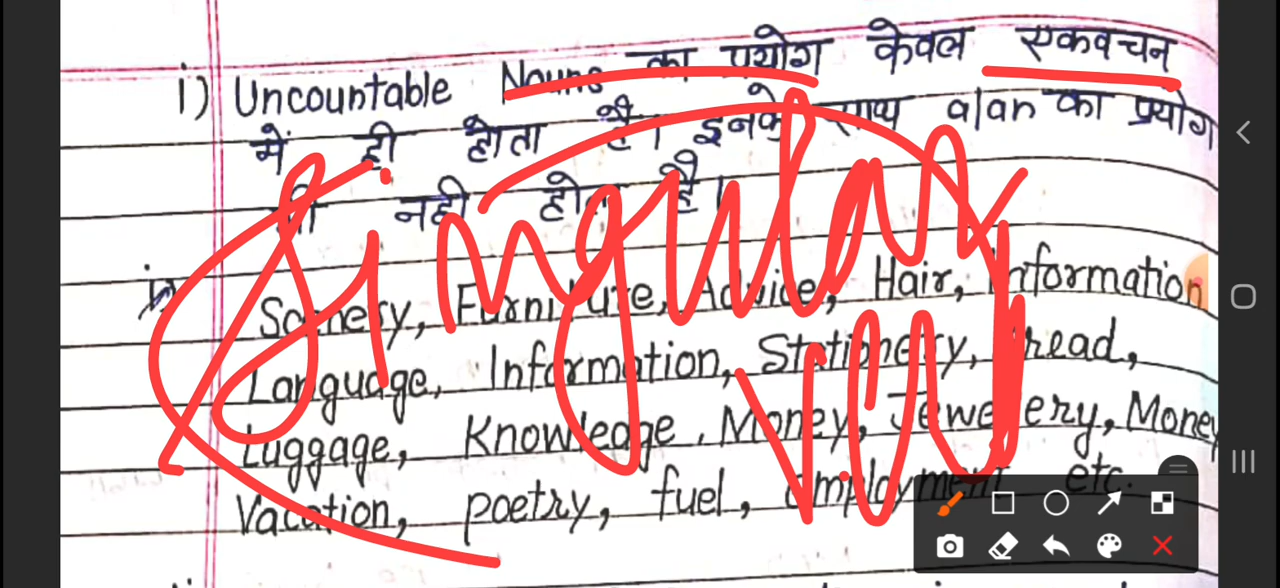 i) Uncountable Nouns का प्रयोग केवल एकवचन
में ही होता है। इनके साथ a/an का प्रयोग
नही होता है।
Scenery, Furniture, Advice, Hair, Information
Language, Information, Stationery, Bread,
Luggage, Knowledge, Money, Jewellery, Money
Vacation, poetry, fuel, employment etc.
Singular